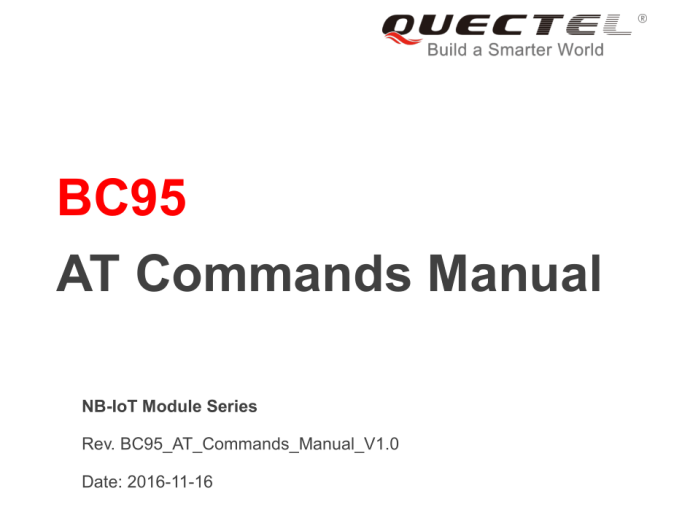 QUECTEL®
Build a Smarter World
BC95
AT Commands Manual
NB-IoT Module Series
Rev. BC95_AT_Commands_Manual_V1.0
Date: 2016-11-16